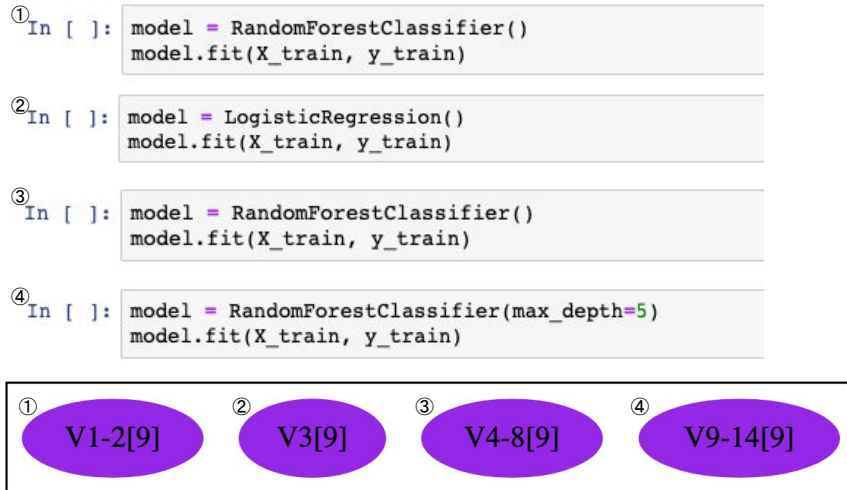 ①
In [ ]: model = RandomForestClassifier()
model.fit(X_train, y_train)
②
In [ ]: model = LogisticRegression()
model.fit(X_train, y_train)
③
In [ ]: model = RandomForestClassifier()
model.fit(X_train, y_train)
④
In [ ]: model = RandomForestClassifier(max_depth=5)
model.fit(X_train, y_train)
① ② ③ ④
V1-2[9] V3[9] V4-8[9] V9-14[9]